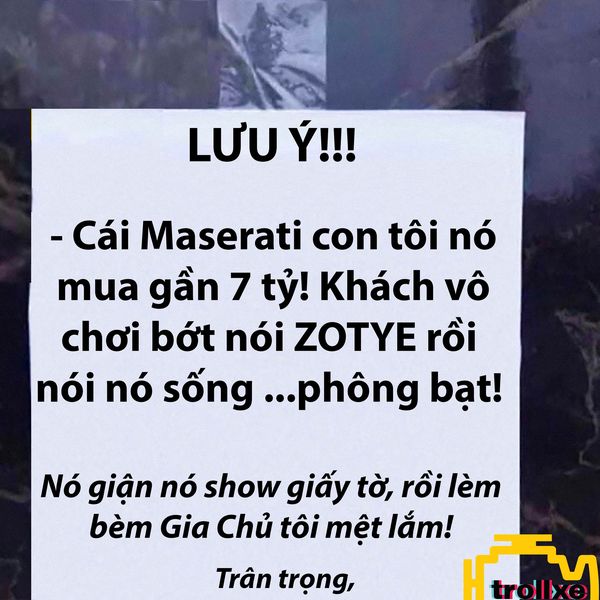 LƯU Ý!!!
- Cái Maserati con tôi nó
mua gần 7 tỷ! Khách vô
chơi bớt nói ZOTYE rồi
nói nó sống ...phông bạt!
Nó giận nó show giấy tờ, rồi lèm
bèm Gia Chủ tôi mệt lắm!
Trân trọng,
trollxe